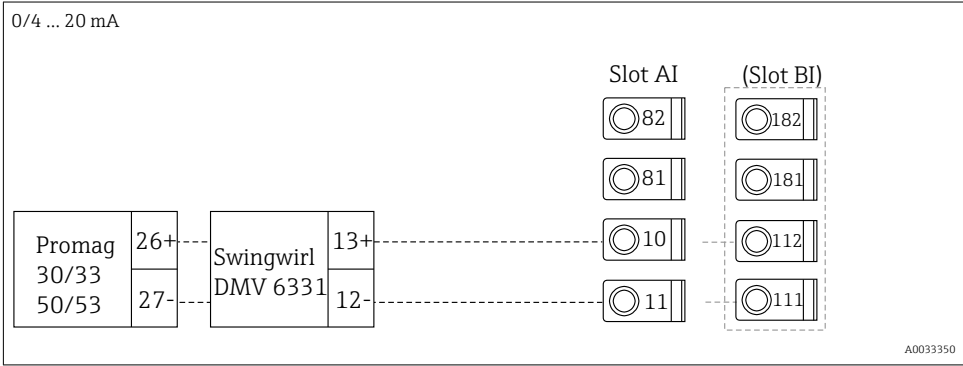 0/4 ... 20 mA
Slot AI
(Slot BI)
82
182
81
181
Promag
30/33
50/53
26+
27-
Swingwirl
DMV 6331
13+
12-
10
112
11
111
A0033350